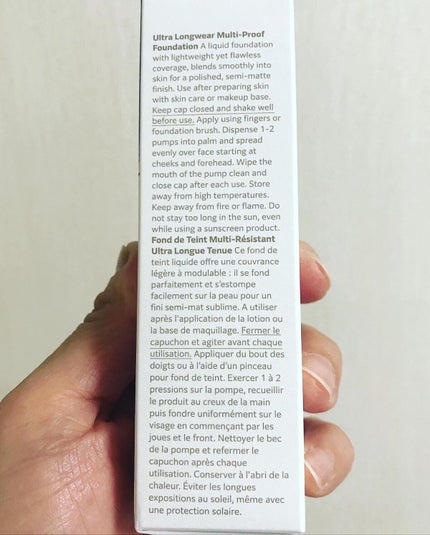 Ultra Longwear Multi-Proof
Foundation A liquid foundation
with lightweight yet flawless
coverage, blends smoothly into
skin for a polished, semi-matte
finish. Use after preparing skin
with skin care or makeup base.
Keep cap closed and shake well
before use. Apply using fingers or
foundation brush. Dispense 1-2
pumps into palm and spread
evenly over face starting at
cheeks and forehead. Wipe the
mouth of the pump clean and
close cap after each use. Store
away from high temperatures.
Keep away from fire or flame. Do
not stay too long in the sun, even
while using a sunscreen product.
Fond de Teint Multi-Résistant
Ultra Longue Tenue Ce fond de
teint liquide offre une couvrance
légère à modulable : il se fond
parfaitement et s'estompe
facilement sur la peau pour un
fini semi-mat sublime. A utiliser
après l'application de la lotion ou
la base de maquillage. Fermer le
capuchon et agiter avant chaque
utilisation. Appliquer du bout des
doigts ou à l'aide d'un pinceau
pour fond de teint. Exercer 1 à 2
pressions sur la pompe, recueillir
le produit au creux de la main
puis fondre uniformément sur le
visage en commençant par les
joues et le front. Nettoyer le bec
de la pompe et refermer le
capuchon après chaque
utilisation. Conserver à l'abri de la
chaleur. Éviter les longues
expositions au soleil, même avec
une protection solaire.